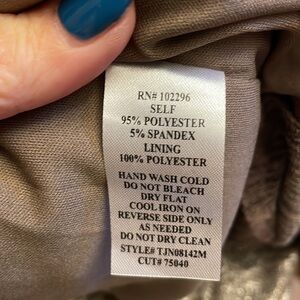 RN# 102296
SELF
95% POLYESTER
5% SPANDEX
LINING
100% POLYESTER
HAND WASH COLD
DO NOT BLEACH
DRY FLAT
COOL IRON ON
REVERSE SIDE ONLY
AS NEEDED
DO NOT DRY CLEAN
STYLE# TJN08142M
CUT# 75040